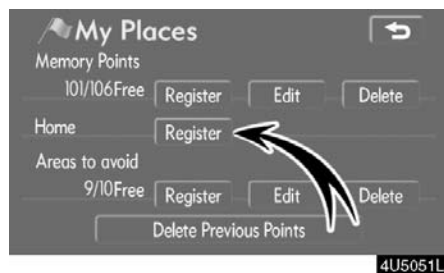 My Places
Memory Points
101/106Free Register Edit Delete
Home Register
Areas to avoid
9/10Free Register Edit Delete
Delete Previous Points
4U5051L